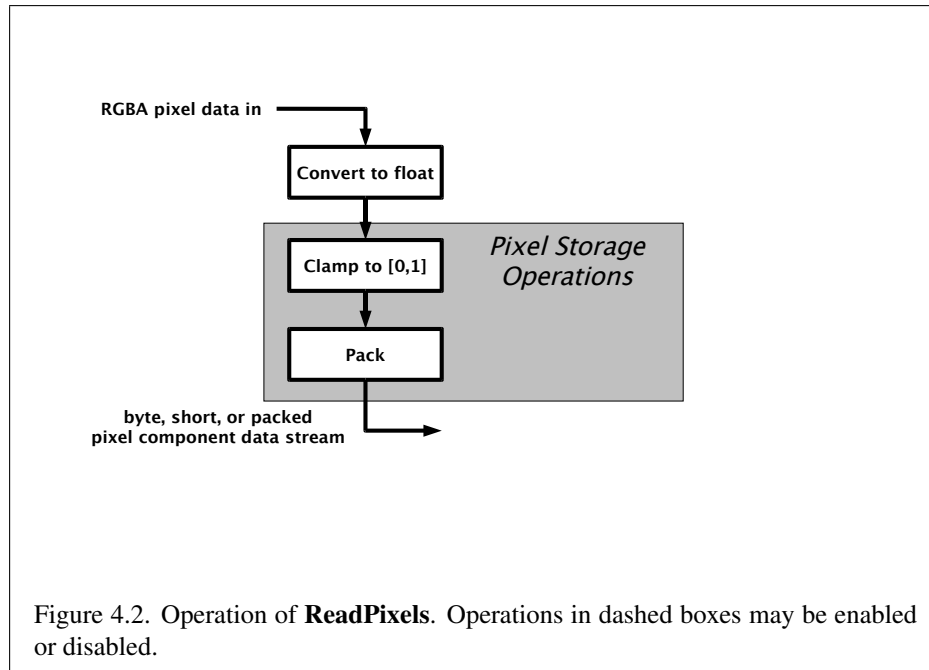 RGBA pixel data in
Convert to float
Pixel Storage
Operations
Clamp to [0,1]
Pack
byte, short, or packed
pixel component data stream
Figure 4.2. Operation of ReadPixels. Operations in dashed boxes may be enabled
or disabled.